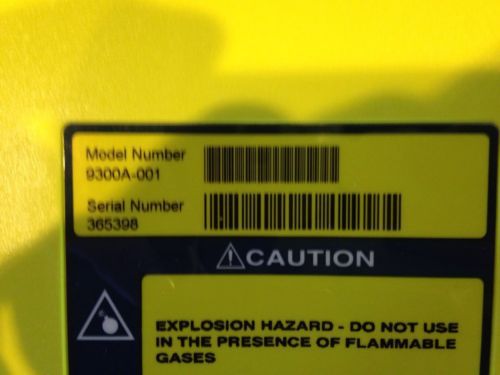 Model Number
9300A-001
Serial Number
365398
CAUTION
EXPLOSION HAZARD - DO NOT USE
IN THE PRESENCE OF FLAMMABLE
GASES